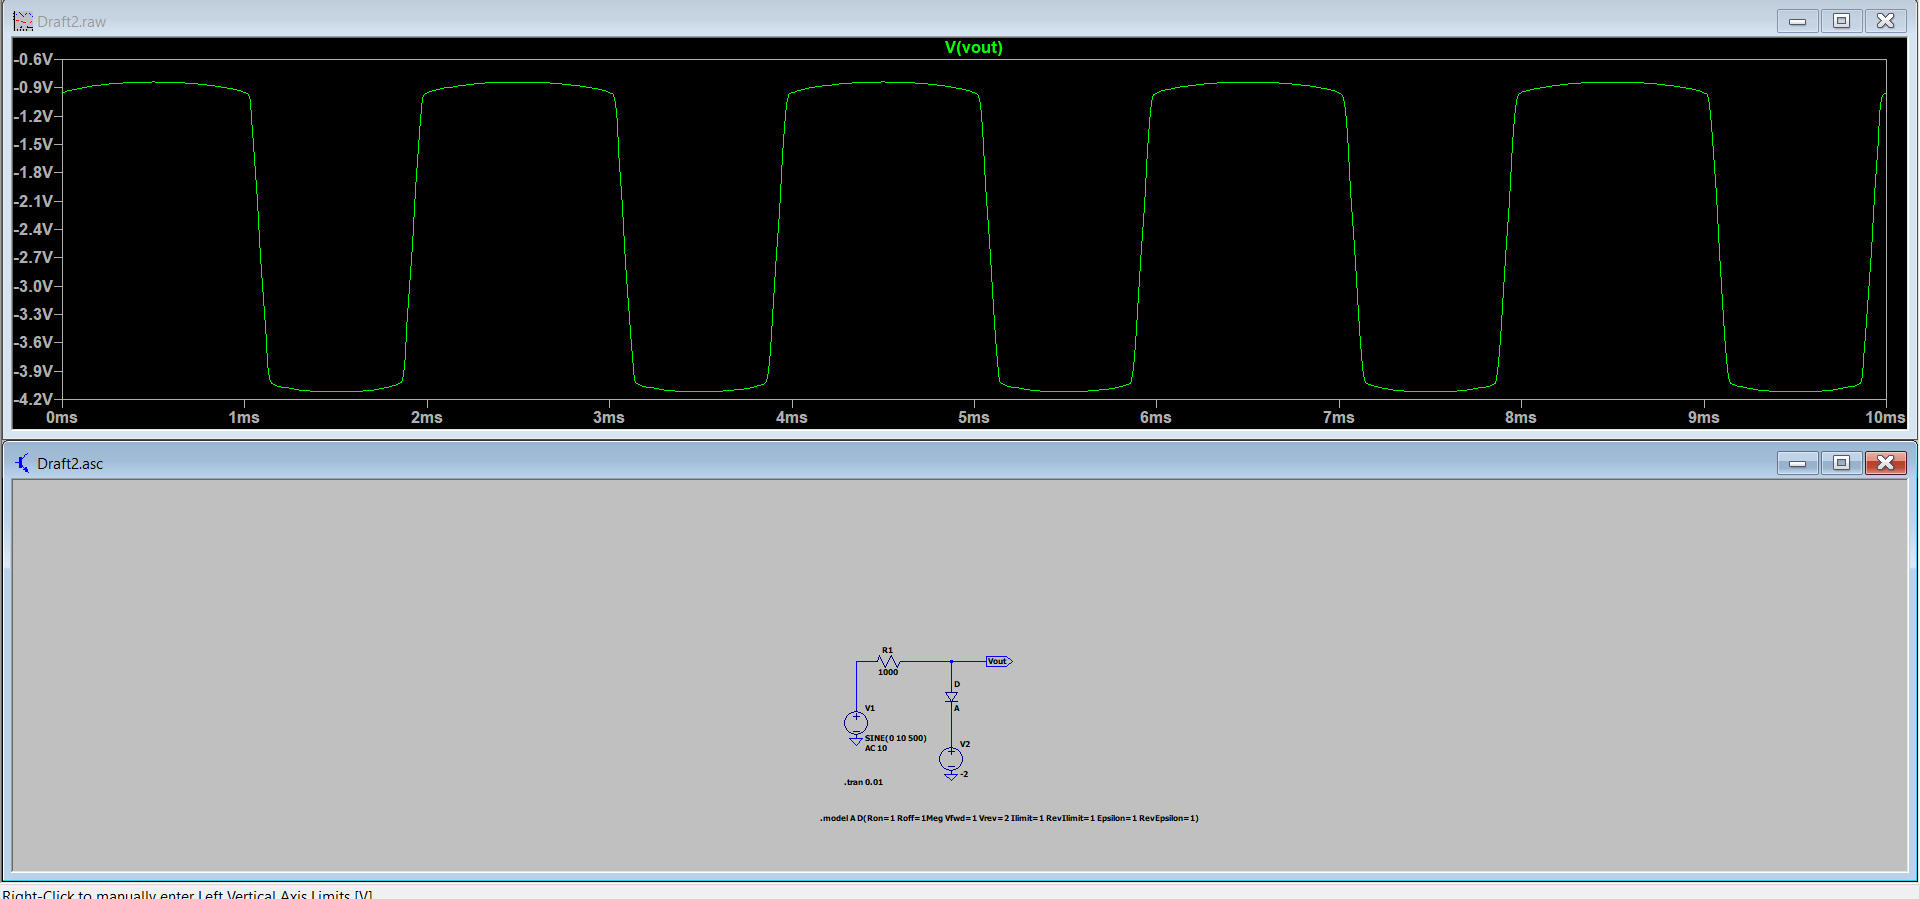 Draft2.raw
V(vout)
-0.6V
-0.9V
-1.2V
-1.5V
-1.8V
-2.1V
-2.4V
-2.7V
-3.0V
-3.3V
-3.6V
-3.9V
-4.2V
0ms 1ms 2ms 3ms 4ms 5ms 6ms 7ms 8ms 9ms 10ms
Draft2.asc
R1
1000
Vout
D
A
V1
SINE(0 10 500)
AC 10
V2
-2
.tran 0.01
.model A D(Ron=1 Roff=1Meg Vfwd=1 Vrev=2 Ilimit=1 RevIlimit=1 Epsilon=1 RevEpsilon=1)
Right-Click to manually enter Left Vertical Axis Limits [V]